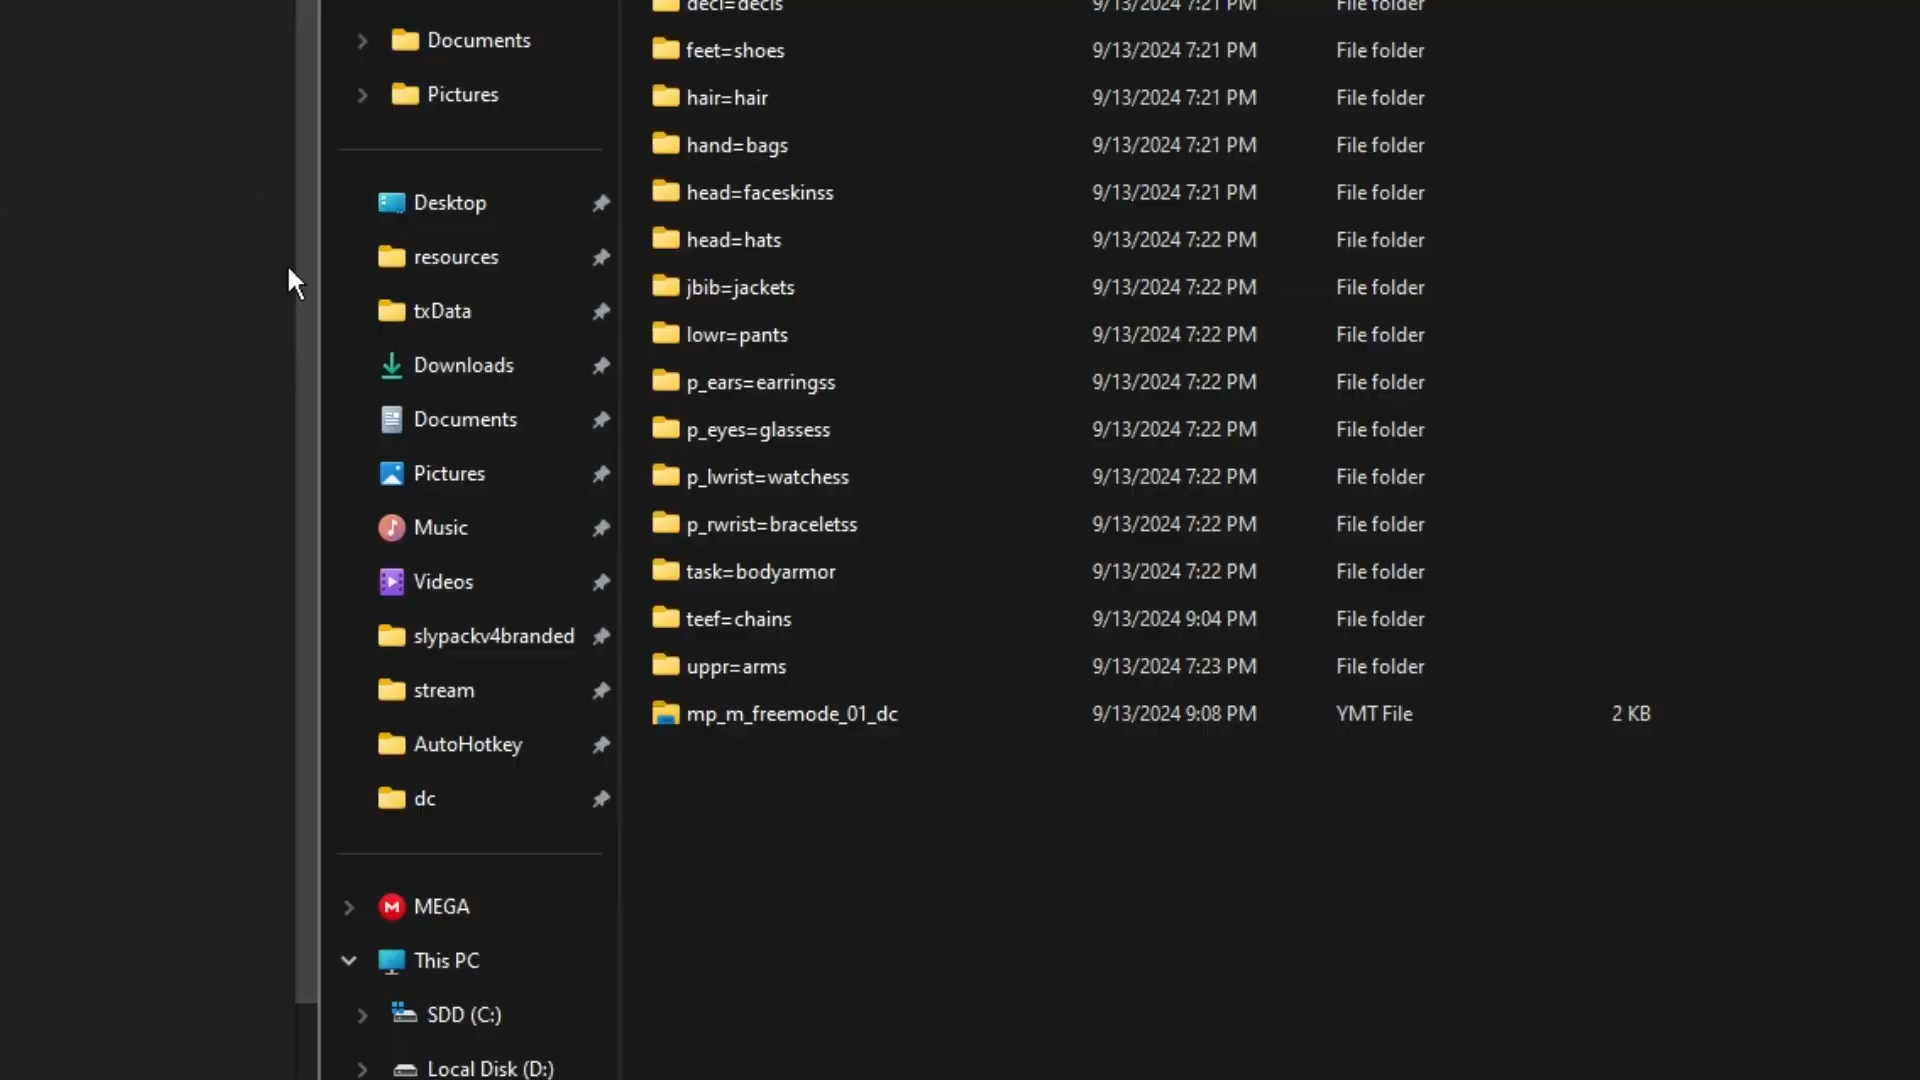 Documents
Pictures
Desktop
resources
txData
Downloads
Documents
Pictures
Music
Videos
slypackv4branded
stream
AutoHotkey
dc
MEGA
This PC
SDD (C:)
Local Disk (D:)
decl=decls 9/13/2024 7:21 PM File folder
feet=shoes 9/13/2024 7:21 PM File folder
hair=hair 9/13/2024 7:21 PM File folder
hand=bags 9/13/2024 7:21 PM File folder
head=faceskinss 9/13/2024 7:21 PM File folder
head=hats 9/13/2024 7:22 PM File folder
jbib=jackets 9/13/2024 7:22 PM File folder
lowr=pants 9/13/2024 7:22 PM File folder
p_ears=earringss 9/13/2024 7:22 PM File folder
p_eyes=glassess 9/13/2024 7:22 PM File folder
p_lwrist=watchess 9/13/2024 7:22 PM File folder
p_rwrist=braceletss 9/13/2024 7:22 PM File folder
task=bodyarmor 9/13/2024 7:22 PM File folder
teef=chains 9/13/2024 9:04 PM File folder
uppr=arms 9/13/2024 7:23 PM File folder
mp_m_freemode_01_dc 9/13/2024 9:08 PM YMT File 2 KB